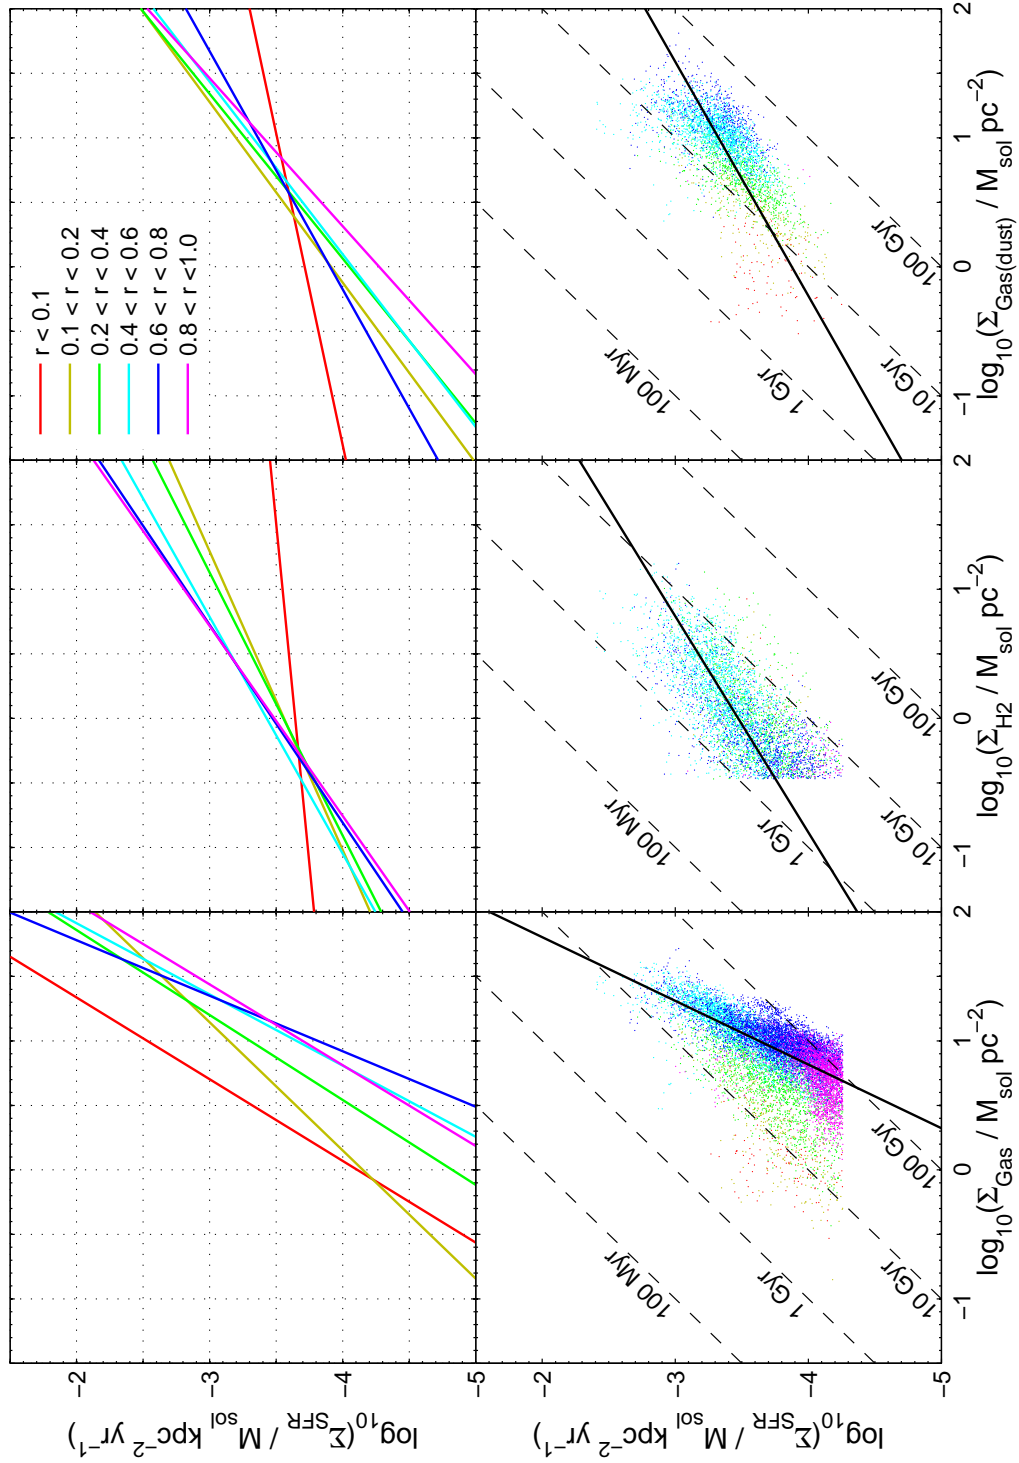 log10(ΣSFR / Msol kpc−2 yr−1)
−2
−3
−4
−5
r < 0.1
0.1 < r < 0.2
0.2 < r < 0.4
0.4 < r < 0.6
0.6 < r < 0.8
0.8 < r <1.0
log10(ΣSFR / Msol kpc−2 yr−1)
−2
−3
−4
−5
100 Myr
1 Gyr
10 Gyr
100 Gyr
100 Myr
1 Gyr
10 Gyr
100 Gyr
100 Myr
1 Gyr
10 Gyr
100 Gyr
−1
0
1
2
−1
0
1
2
−1
0
1
2
log10(ΣGas / Msol pc−2)
log10(ΣH2 / Msol pc−2)
log10(ΣGas(dust) / Msol pc−2)